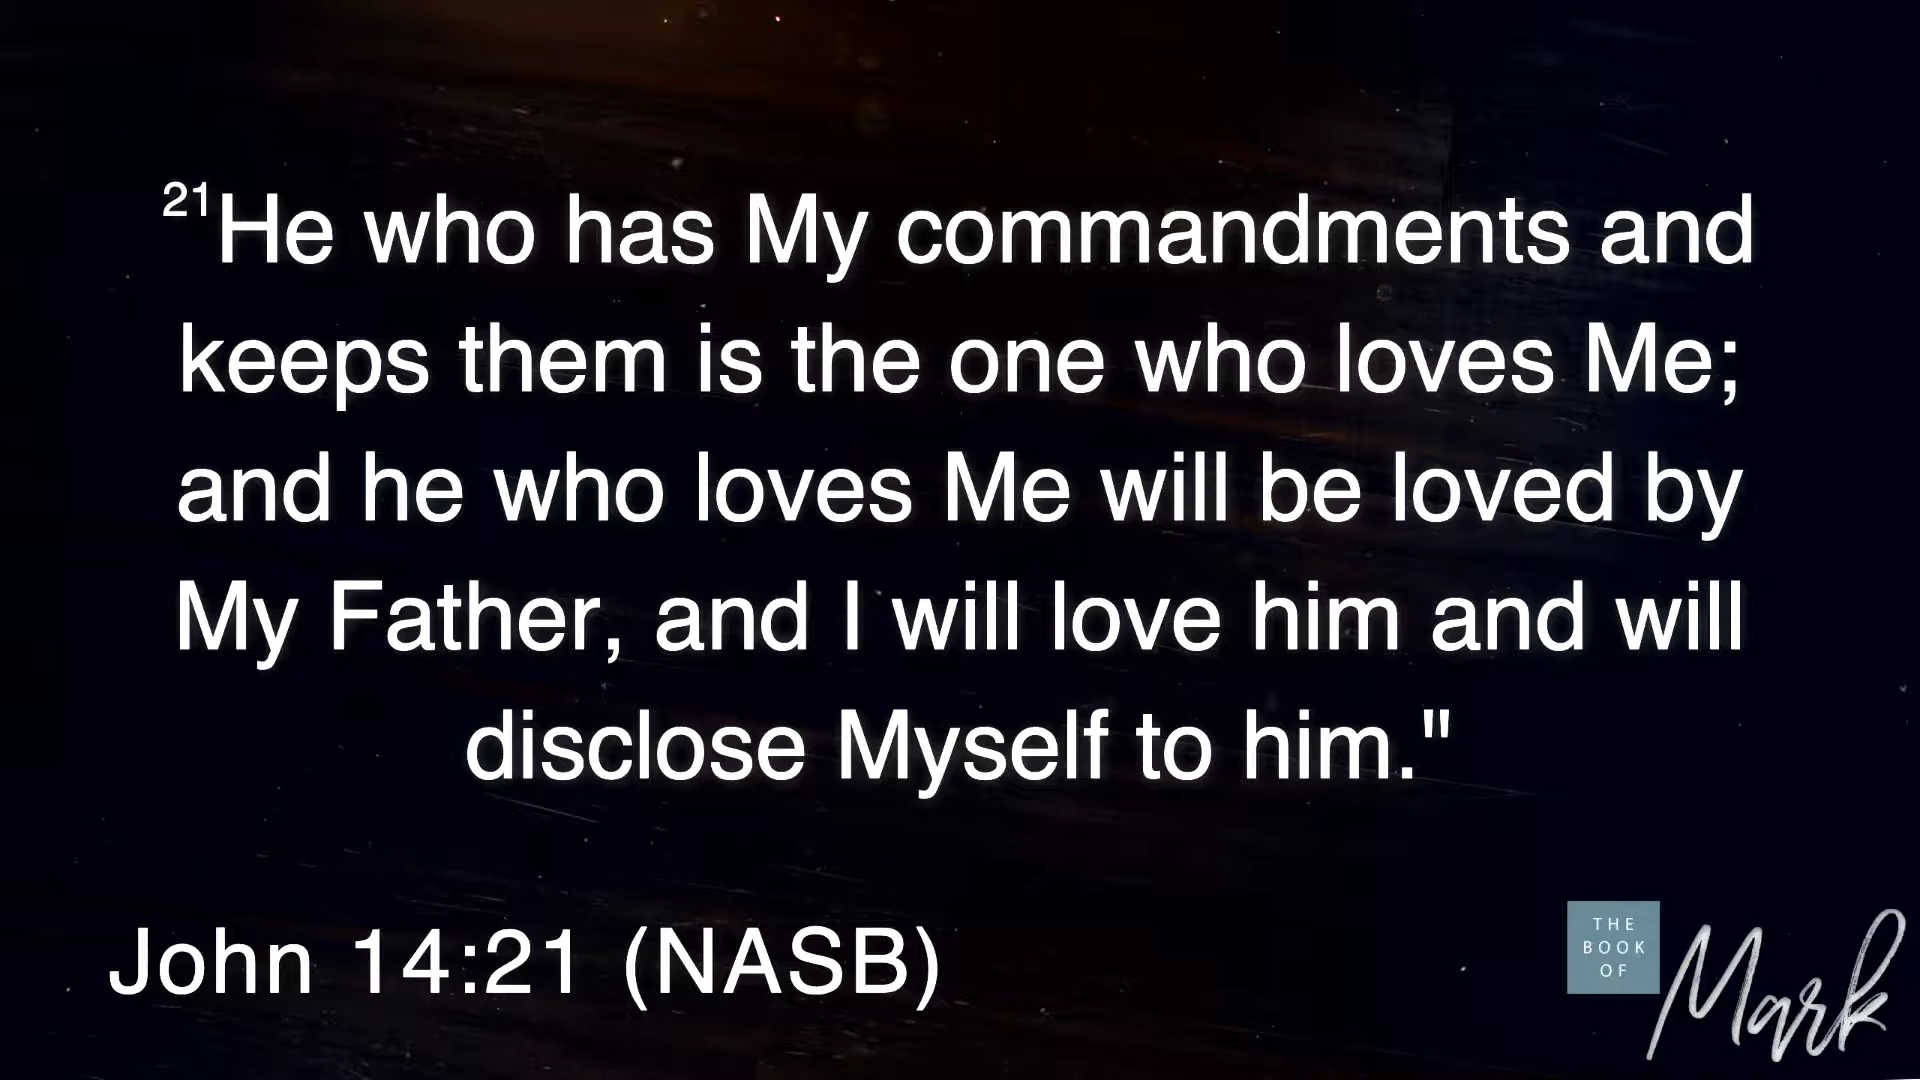 21He who has My commandments and
keeps them is the one who loves Me;
and he who loves Me will be loved by
My Father, and I will love him and will
disclose Myself to him."
John 14:21 (NASB)
THE
BOOK
OF
Mark